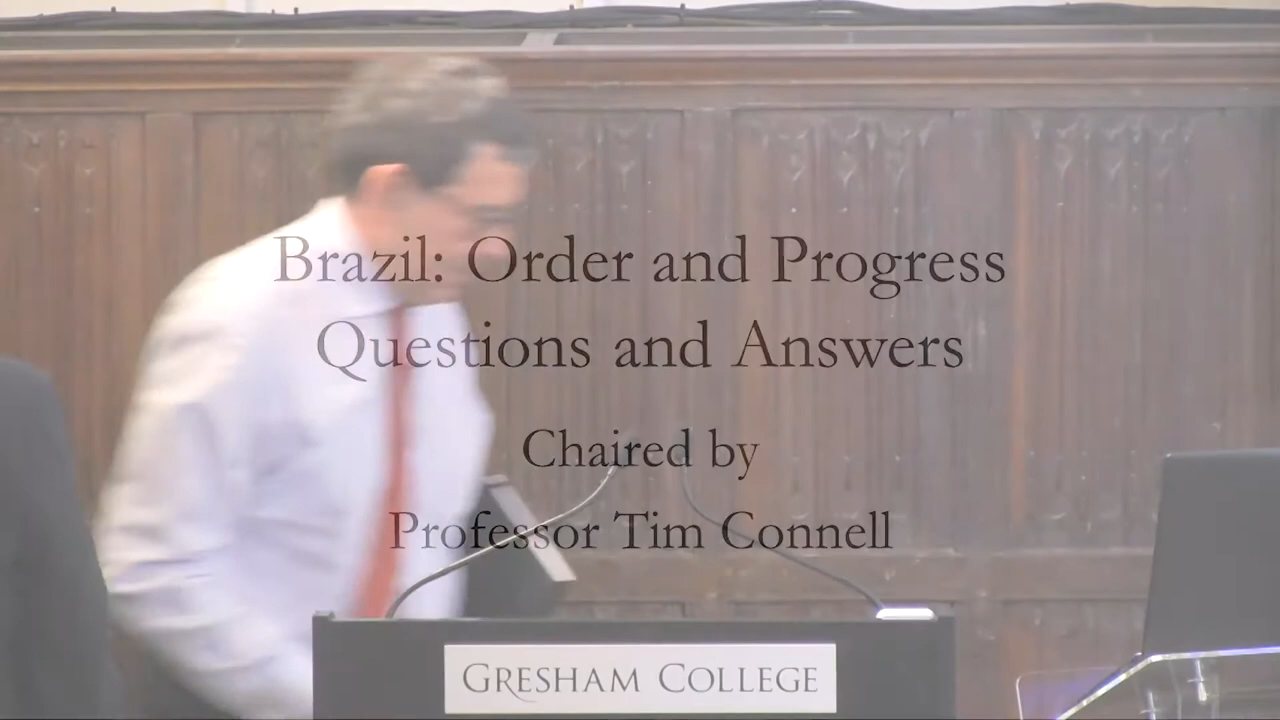 Brazil: Order and Progress
Questions and Answers
Chaired by
Professor Tim Connell
GRESHAM COLLEGE